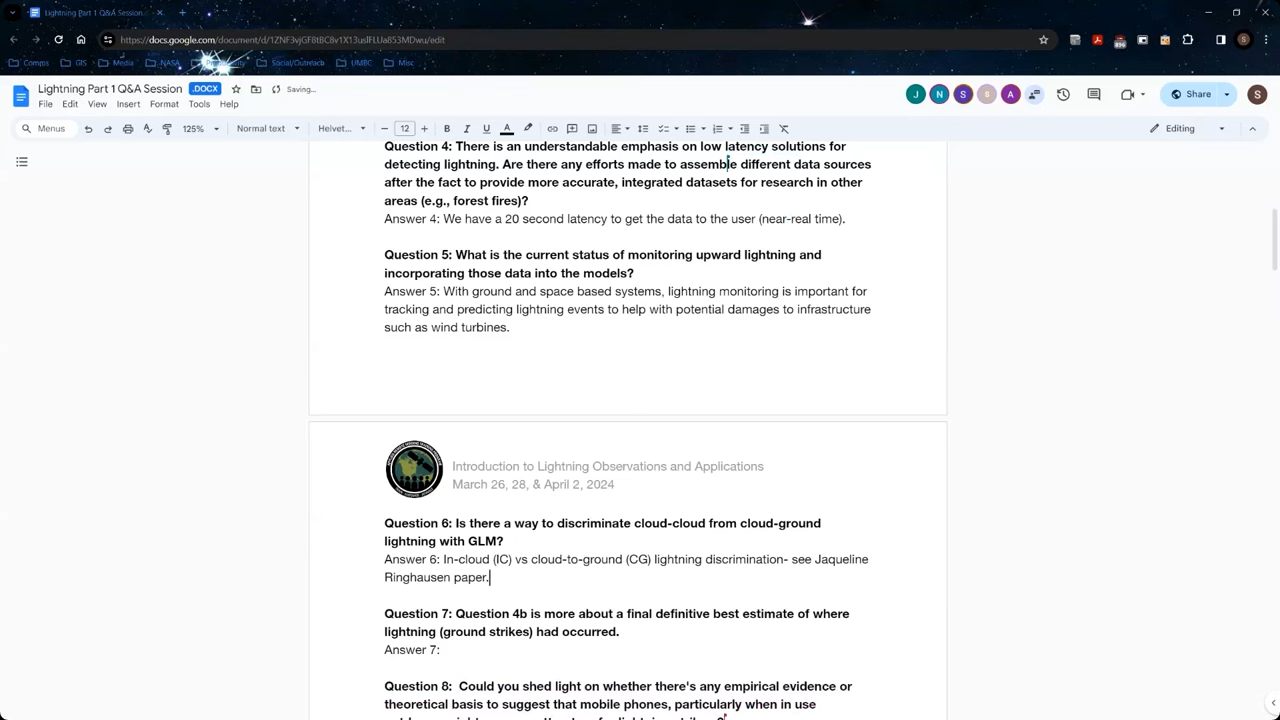 Lightning Part 1 Q&A Session
https://docs.google.com/document/d/1ZNF3vjGF8t8C8v1X13uslFLUa853MDwu/edit
Comps
GIS
Media
NASA
Social/Outreach
UMBC
Misc
Lightning Part 1 Q&A Session
.DOCX
Saving...
File Edit View Insert Format Tools Help
Share
S
J N S S A
Menus
125%
Normal text
Helvet...
12
Editing
Question 4: There is an understandable emphasis on low latency solutions for
detecting lightning. Are there any efforts made to assemble different data sources
after the fact to provide more accurate, integrated datasets for research in other
areas (e.g., forest fires)?
Answer 4: We have a 20 second latency to get the data to the user (near-real time).
Question 5: What is the current status of monitoring upward lightning and
incorporating those data into the models?
Answer 5: With ground and space based systems, lightning monitoring is important for
tracking and predicting lightning events to help with potential damages to infrastructure
such as wind turbines.
Introduction to Lightning Observations and Applications
March 26, 28, & April 2, 2024
Question 6: Is there a way to discriminate cloud-cloud from cloud-ground
lightning with GLM?
Answer 6: In-cloud (IC) vs cloud-to-ground (CG) lightning discrimination- see Jaqueline
Ringhausen paper.
Question 7: Question 4b is more about a final definitive best estimate of where
lightning (ground strikes) had occurred.
Answer 7:
Question 8: Could you shed light on whether there's any empirical evidence or
theoretical basis to suggest that mobile phones, particularly when in use